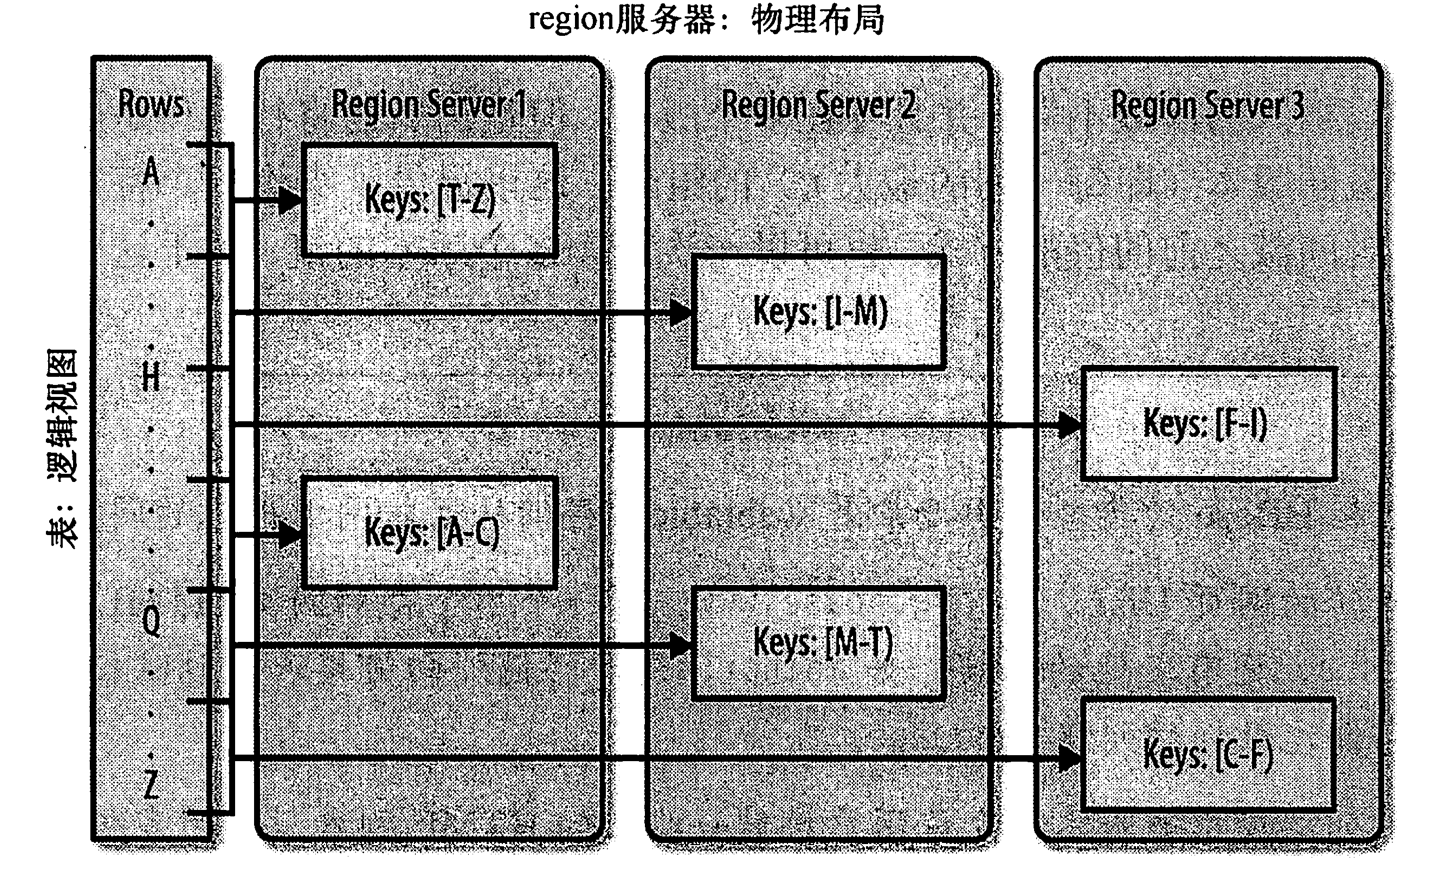 region服务器：物理布局
表：逻辑视图
Rows
A
H
Q
Z
Region Server 1
Keys: [T-Z)
Keys: [A-C)
Region Server 2
Keys: [I-M)
Keys: [M-T)
Region Server 3
Keys: [F-I)
Keys: [C-F)